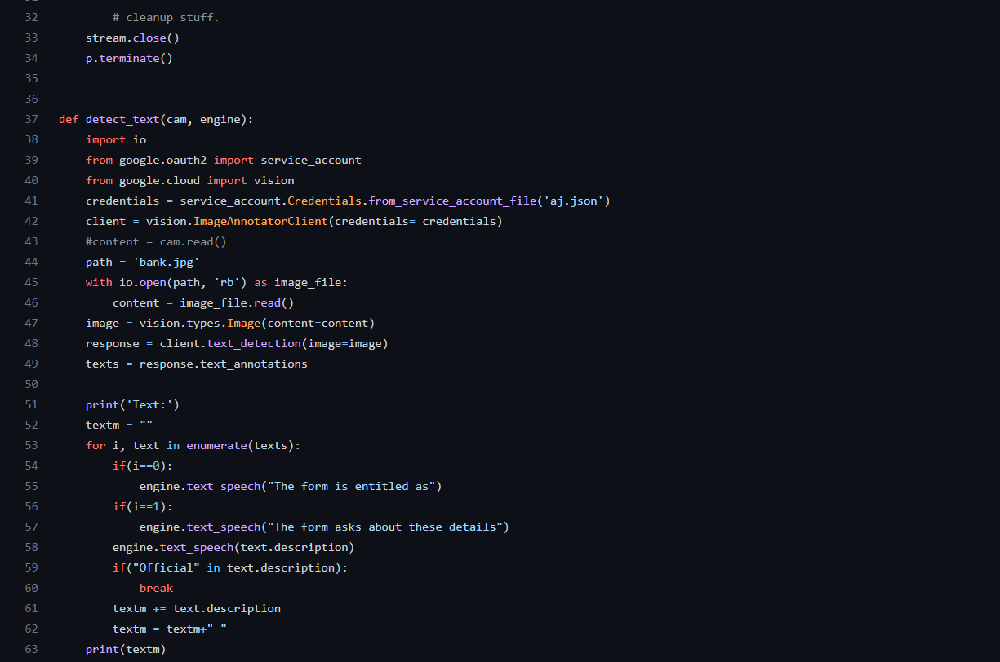 32 # cleanup stuff.
33 stream.close()
34 p.terminate()
35
36
37 def detect_text(cam, engine):
38 import io
39 from google.oauth2 import service_account
40 from google.cloud import vision
41 credentials = service_account.Credentials.from_service_account_file('aj.json')
42 client = vision.ImageAnnotatorClient(credentials= credentials)
43 #content = cam.read()
44 path = 'bank.jpg'
45 with io.open(path, 'rb') as image_file:
46 content = image_file.read()
47 image = vision.types.Image(content=content)
48 response = client.text_detection(image=image)
49 texts = response.text_annotations
50
51 print('Text:')
52 textm = ""
53 for i, text in enumerate(texts):
54 if(i==0):
55 engine.text_speech("The form is entitled as")
56 if(i==1):
57 engine.text_speech("The form asks about these details")
58 engine.text_speech(text.description)
59 if("Official" in text.description):
60 break
61 textm += text.description
62 textm = textm+" "
63 print(textm)